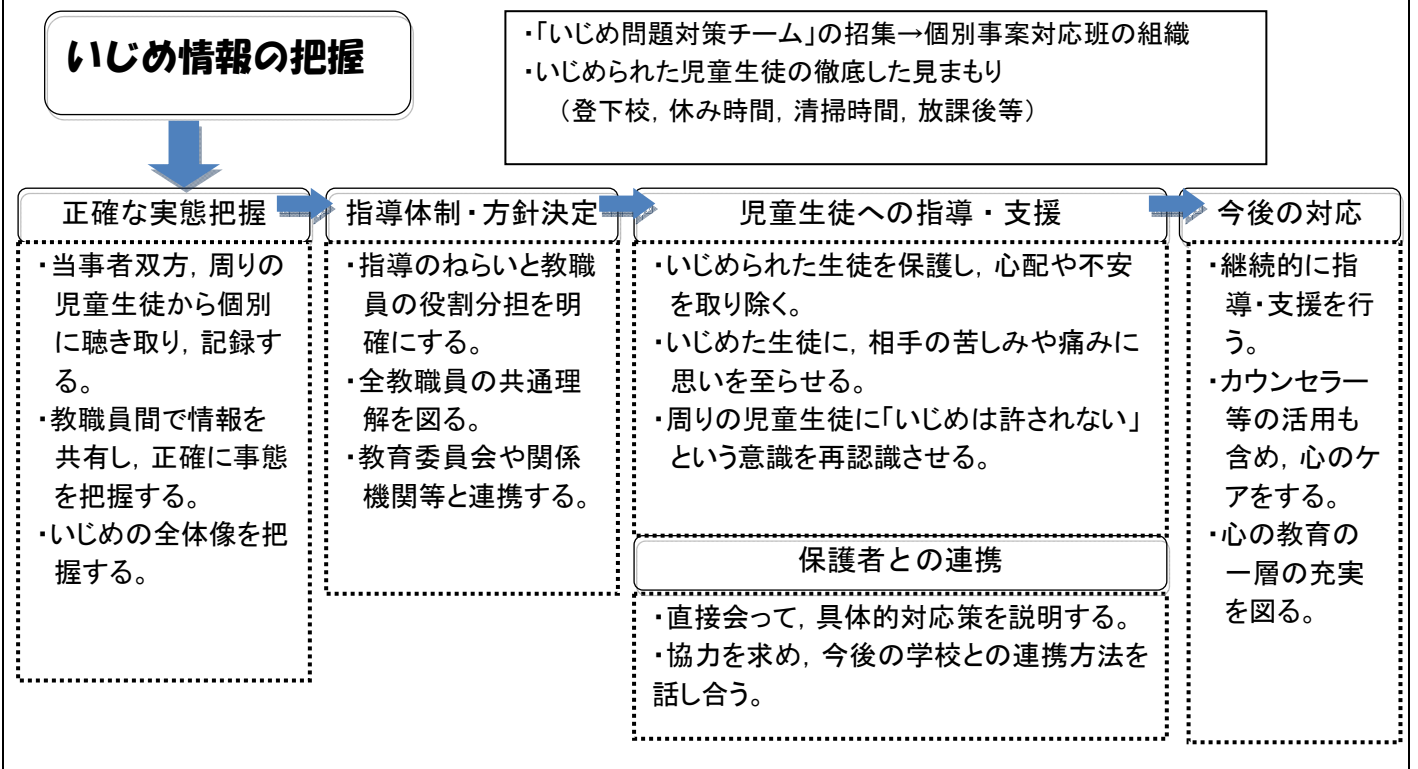 いじめ情報の把握
・「いじめ問題対策チーム」の招集→個別事案対応班の組織
・いじめられた児童生徒の徹底した見まもり
（登下校，休み時間，清掃時間，放課後等）
正確な実態把握
・当事者双方，周りの
児童生徒から個別
に聴き取り，記録す
る。
・教職員間で情報を
共有し，正確に事態
を把握する。
・いじめの全体像を把
握する。
指導体制・方針決定
・指導のねらいと教職
員の役割分担を明
確にする。
・全教職員の共通理
解を図る。
・教育委員会や関係
機関等と連携する。
児童生徒への指導・支援
・いじめられた生徒を保護し，心配や不安
を取り除く。
・いじめた生徒に，相手の苦しみや痛みに
思いを至らせる。
・周りの児童生徒に「いじめは許されない」
という意識を再認識させる。
保護者との連携
・直接会って，具体的対応策を説明する。
・協力を求め，今後の学校との連携方法を
話し合う。
今後の対応
・継続的に指
導・支援を行
う。
・カウンセラー
等の活用も
含め，心のケ
アをする。
・心の教育の
一層の充実
を図る。